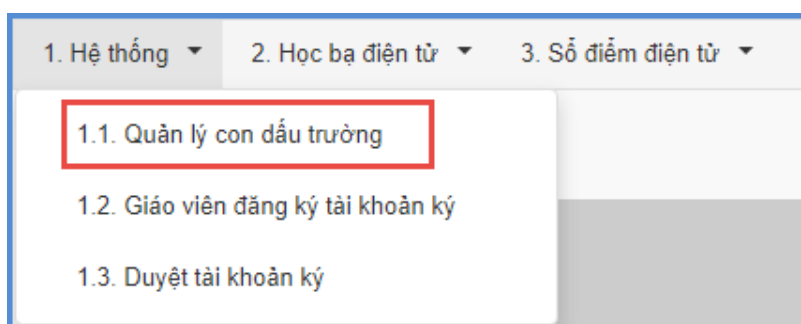 1. Hệ thống 2. Học bạ điện tử 3. Sổ điểm điện tử
1.1. Quản lý con dấu trường
1.2. Giáo viên đăng ký tài khoản ký
1.3. Duyệt tài khoản ký